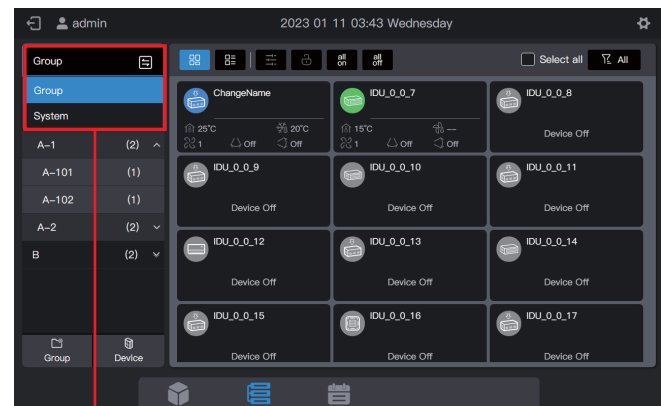 admin
2023 01 11 03:43 Wednesday
Group
all on
all off
Select all
All
Group
System
A-1 (2)
A-101 (1)
A-102 (1)
A-2 (2)
B (2)
Group
Device
ChangeName
25°C 20°C
1 Off Off
IDU_0_0_7
15°C --
1 Off Off
IDU_0_0_8
Device Off
IDU_0_0_9
Device Off
IDU_0_0_10
Device Off
IDU_0_0_11
Device Off
IDU_0_0_12
Device Off
IDU_0_0_13
Device Off
IDU_0_0_14
Device Off
IDU_0_0_15
Device Off
IDU_0_0_16
Device Off
IDU_0_0_17
Device Off